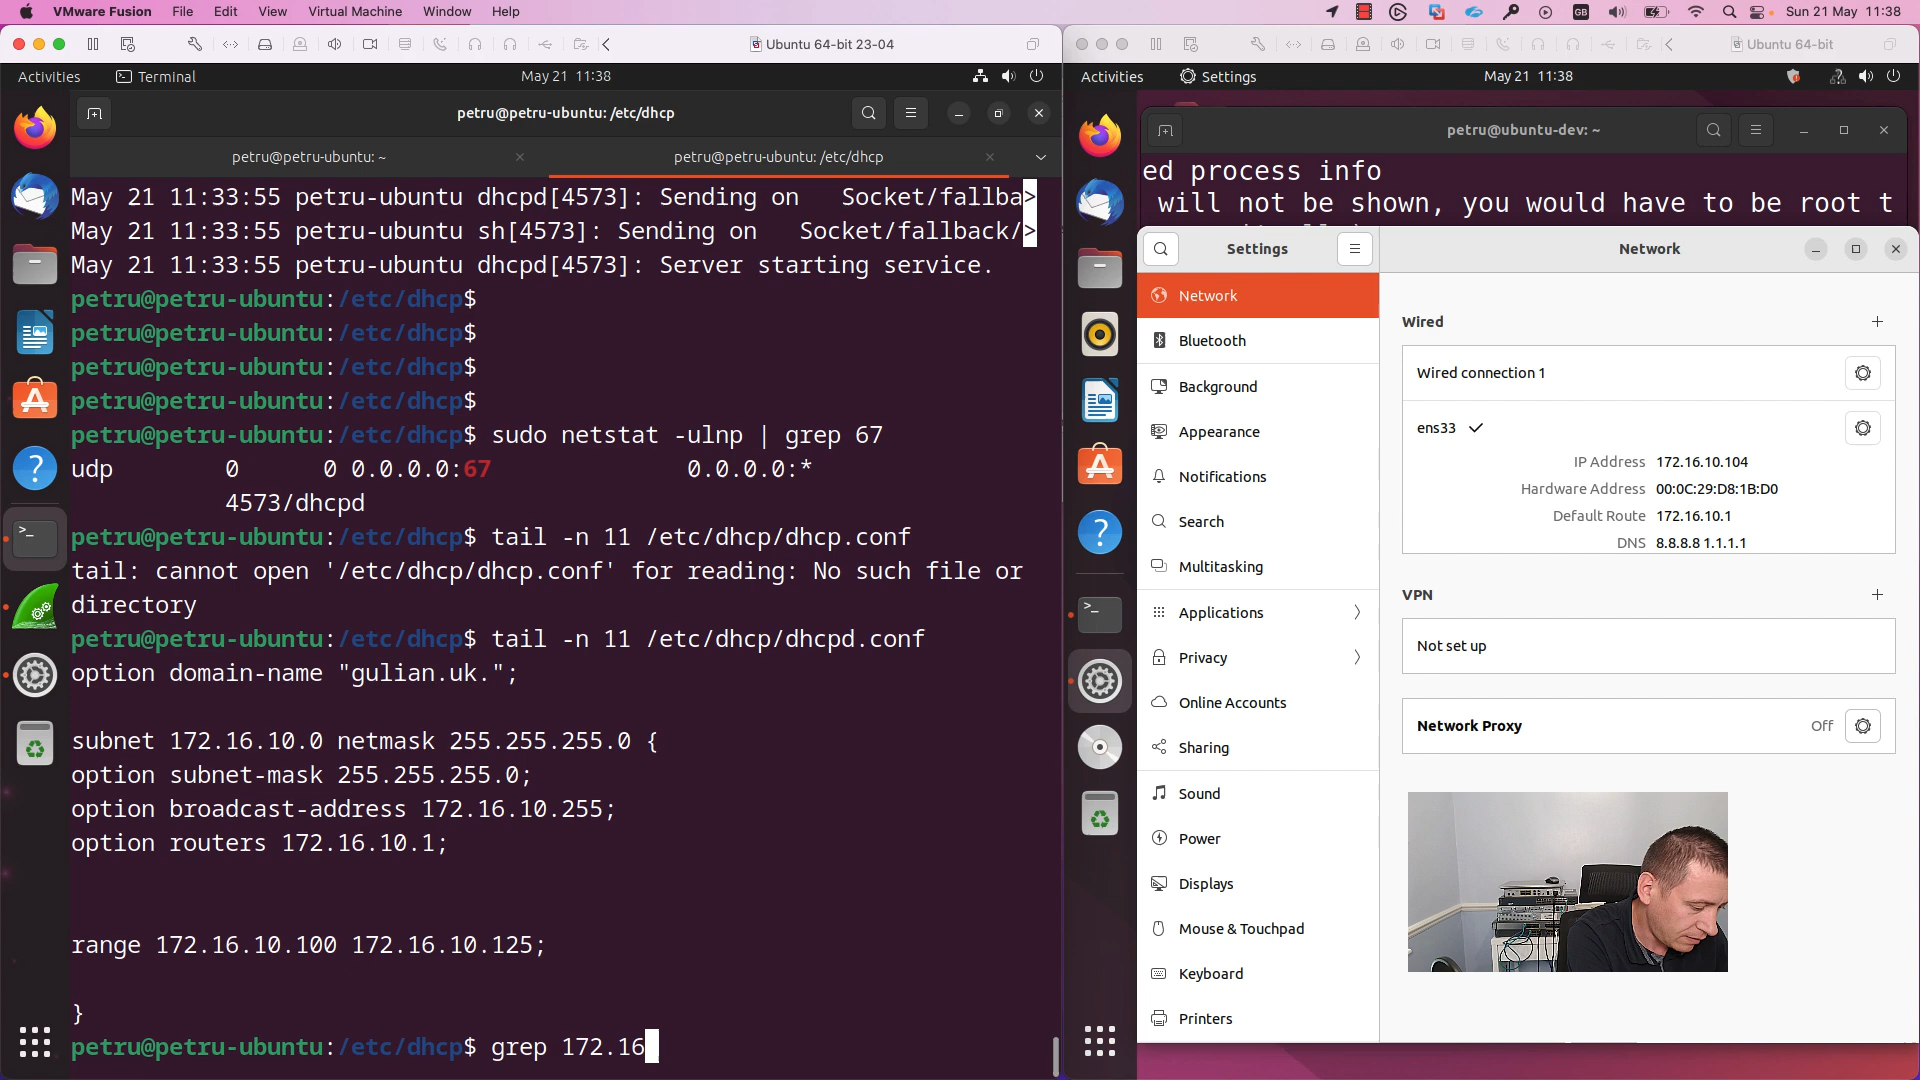 VMware Fusion File Edit View Virtual Machine Window Help GB Sun 21 May 11:38
Ubuntu 64-bit 23-04
Activities Terminal May 21 11:38
petru@petru-ubuntu: /etc/dhcp
petru@petru-ubuntu: ~ petru@petru-ubuntu: /etc/dhcp
May 21 11:33:55 petru-ubuntu dhcpd[4573]: Sending on   Socket/fallba>
May 21 11:33:55 petru-ubuntu sh[4573]: Sending on   Socket/fallback/>
May 21 11:33:55 petru-ubuntu dhcpd[4573]: Server starting service.
petru@petru-ubuntu:/etc/dhcp$
petru@petru-ubuntu:/etc/dhcp$
petru@petru-ubuntu:/etc/dhcp$
petru@petru-ubuntu:/etc/dhcp$
petru@petru-ubuntu:/etc/dhcp$ sudo netstat -ulnp | grep 67
udp        0      0 0.0.0.0:67              0.0.0.0:*
           4573/dhcpd
petru@petru-ubuntu:/etc/dhcp$ tail -n 11 /etc/dhcp/dhcp.conf
tail: cannot open '/etc/dhcp/dhcp.conf' for reading: No such file or
directory
petru@petru-ubuntu:/etc/dhcp$ tail -n 11 /etc/dhcp/dhcpd.conf
option domain-name "gulian.uk.";
subnet 172.16.10.0 netmask 255.255.255.0 {
option subnet-mask 255.255.255.0;
option broadcast-address 172.16.10.255;
option routers 172.16.10.1;
range 172.16.10.100 172.16.10.125;
}
petru@petru-ubuntu:/etc/dhcp$ grep 172.16
Ubuntu 64-bit
Activities Settings May 21 11:38
petru@ubuntu-dev: ~
ed process info
will not be shown, you would have to be root t
Settings
Network
Network
Bluetooth
Background
Appearance
Notifications
Search
Multitasking
Applications
Privacy
Online Accounts
Sharing
Sound
Power
Displays
Mouse & Touchpad
Keyboard
Printers
Wired
Wired connection 1
ens33
IP Address 172.16.10.104
Hardware Address 00:0C:29:D8:1B:D0
Default Route 172.16.10.1
DNS 8.8.8.8 1.1.1.1
VPN
Not set up
Network Proxy Off